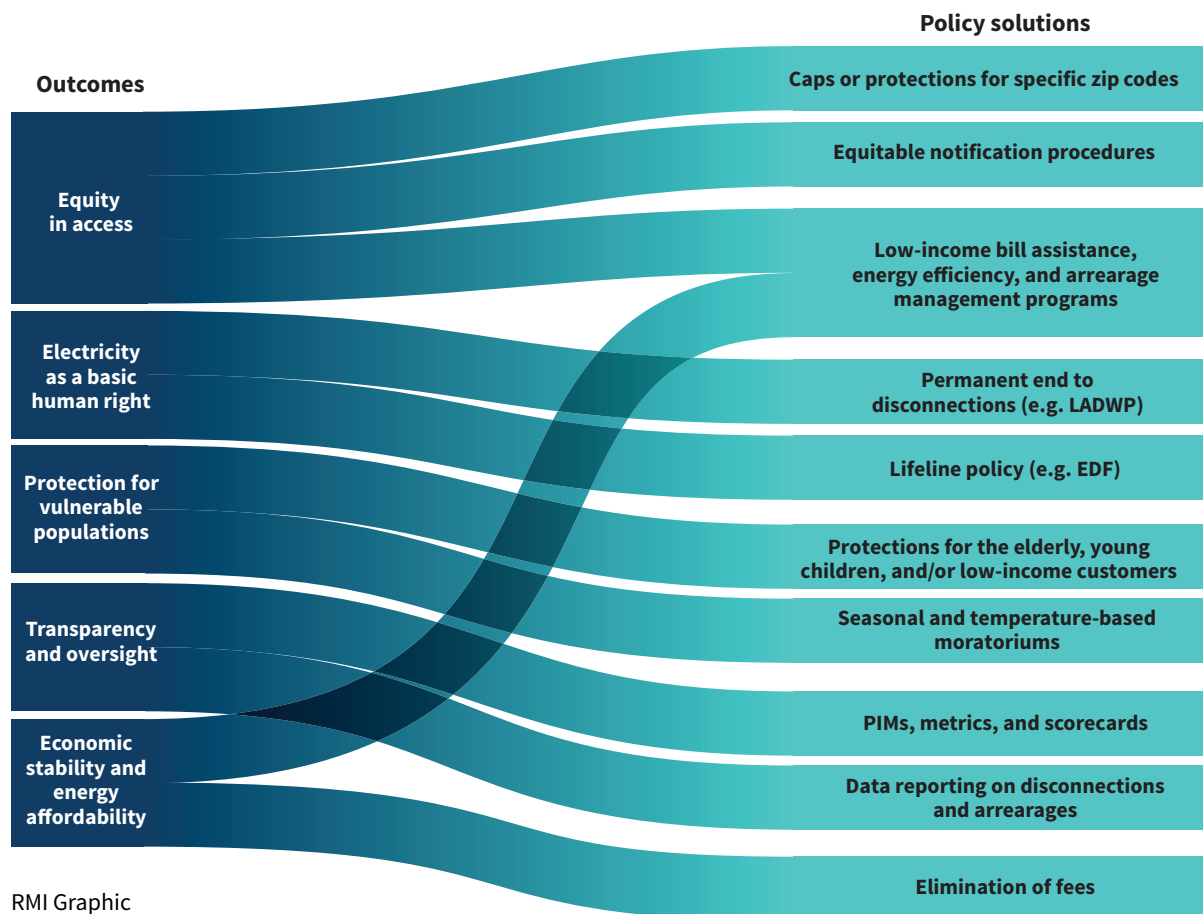 Policy solutions
Outcomes
Caps or protections for specific zip codes
Equitable notification procedures
Equity
in access
Low-income bill assistance,
energy efficiency, and arrearage
management programs
Electricity
as a basic
human right
Permanent end to
disconnections (e.g. LADWP)
Lifeline policy (e.g. EDF)
Protection for
vulnerable
populations
Protections for the elderly, young
children, and/or low-income customers
Seasonal and temperature-based
moratoriums
Transparency
and oversight
PIMs, metrics, and scorecards
Economic
stability and
energy
affordability
Data reporting on disconnections
and arrearages
Elimination of fees
RMI Graphic